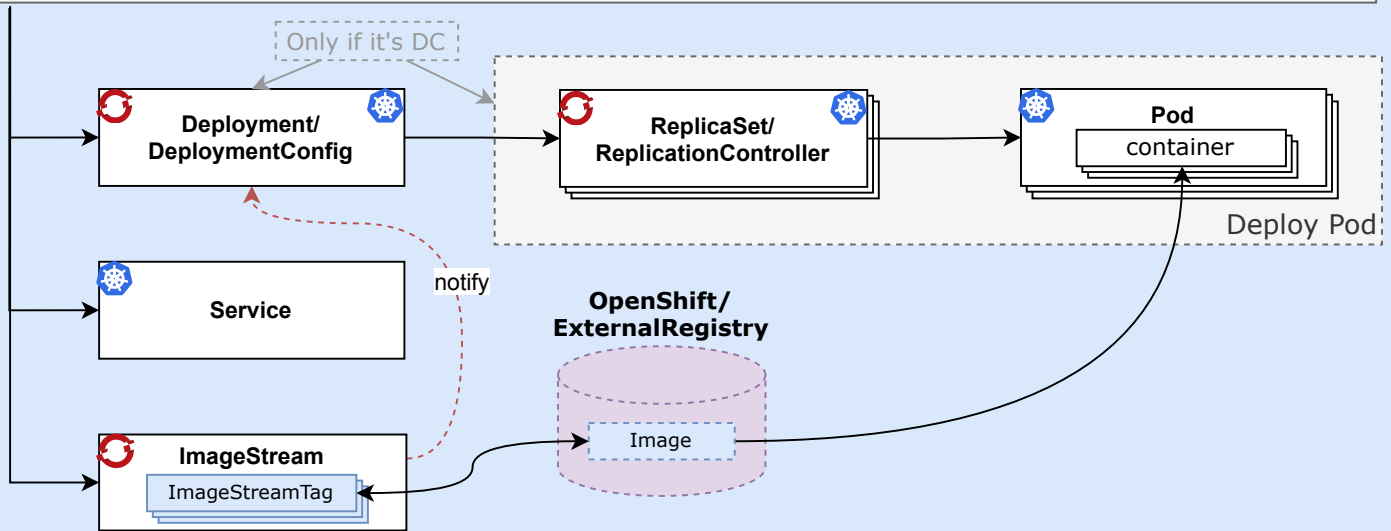 Only if it's DC
Deployment/
DeploymentConfig
ReplicaSet/
ReplicationController
Pod
container
Deploy Pod
Service
notify
OpenShift/
ExternalRegistry
Image
ImageStream
ImageStreamTag